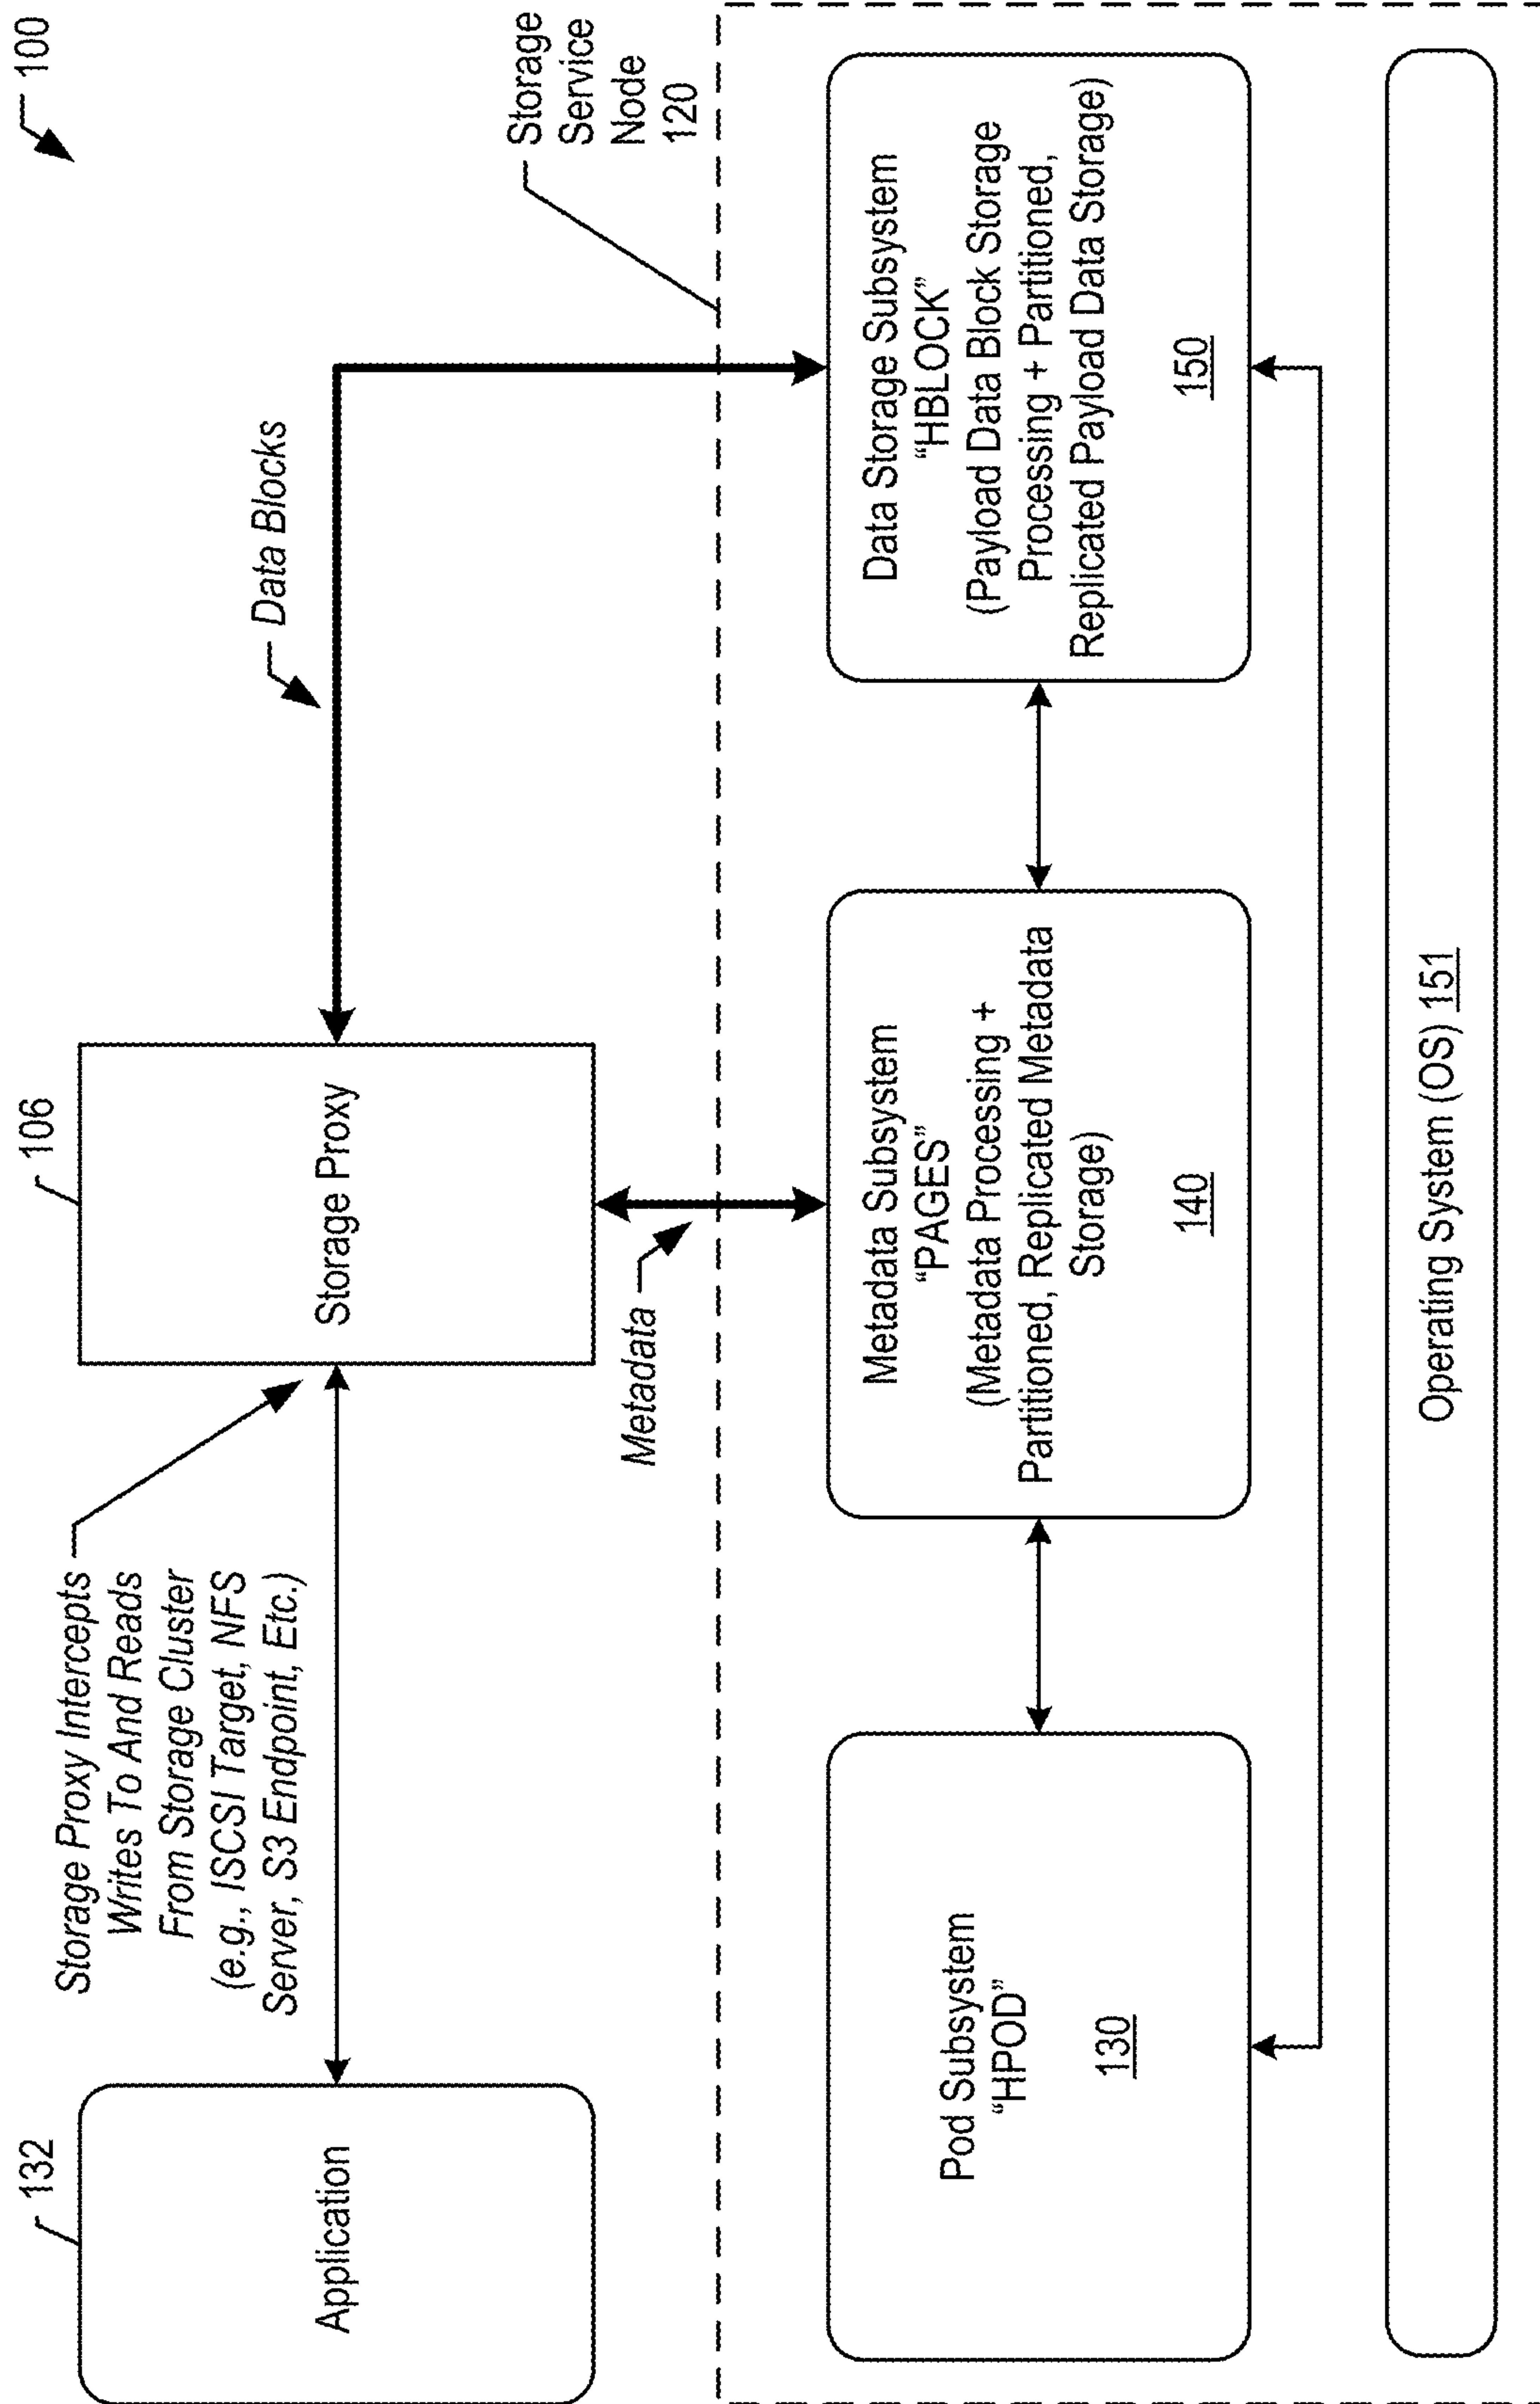 100
132
Application
Storage Proxy Intercepts
Writes To And Reads
From Storage Cluster
(e.g., ISCSI Target, NFS
Server, S3 Endpoint, Etc.)
106
Storage Proxy
Data Blocks
Metadata
Storage
Service
Node
120
Pod Subsystem
“HPOD”
130
Metadata Subsystem
“PAGES”
(Metadata Processing +
Partitioned, Replicated Metadata
Storage)
140
Data Storage Subsystem
“HBLOCK”
(Payload Data Block Storage
Processing + Partitioned,
Replicated Payload Data Storage)
150
Operating System (OS) 151